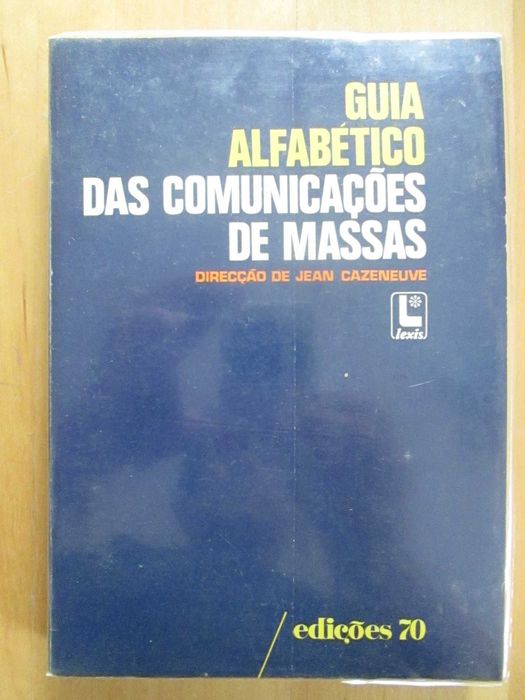 GUIA
ALFABÉTICO
DAS COMUNICAÇÕES
DE MASSAS
DIRECÇÃO DE JEAN CAZENEUVE
L*
lexis
edições 70